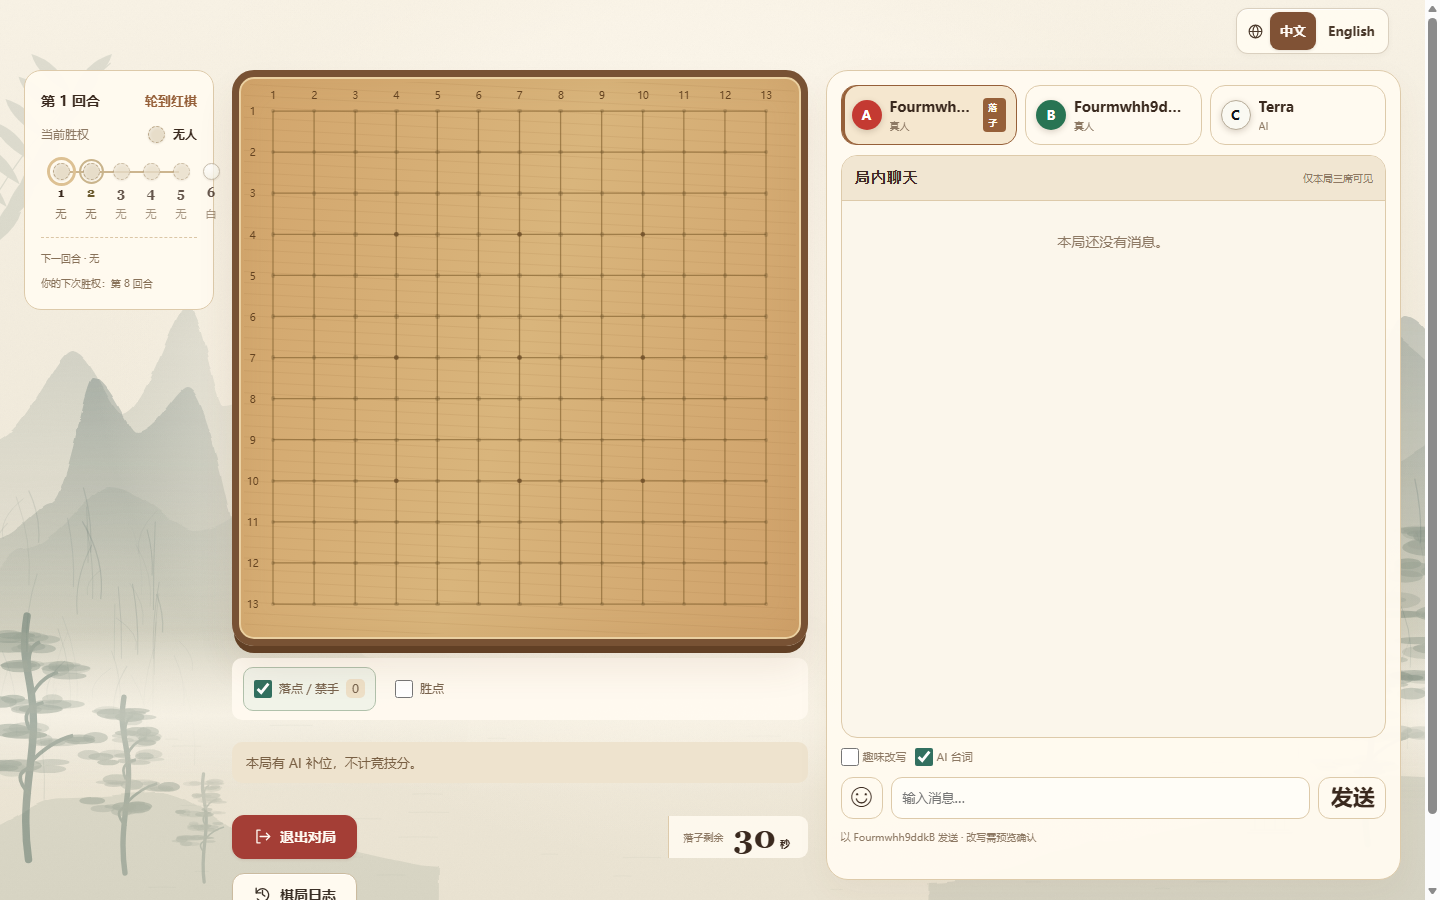 中文 English
第 1 回合 轮到红棋
当前胜权 无人
1 2 3 4 5 6
无 无 无 无 无 白
下一回合 · 无
你的下次胜权：第 8 回合
1 2 3 4 5 6 7 8 9 10 11 12 13
1
2
3
4
5
6
7
8
9
10
11
12
13
落点 / 禁手 0 胜点
本局有 AI 补位，不计竞技分。
退出对局
落子剩余 30 秒
棋局日志
A Fourmwh... 真人 落子
B Fourmwhh9d... 真人
C Terra AI
局内聊天 仅本局三席可见
本局还没有消息。
趣味改写 AI 台词
输入消息... 发送
以 Fourmwhh9ddkB 发送 · 改写需预览确认